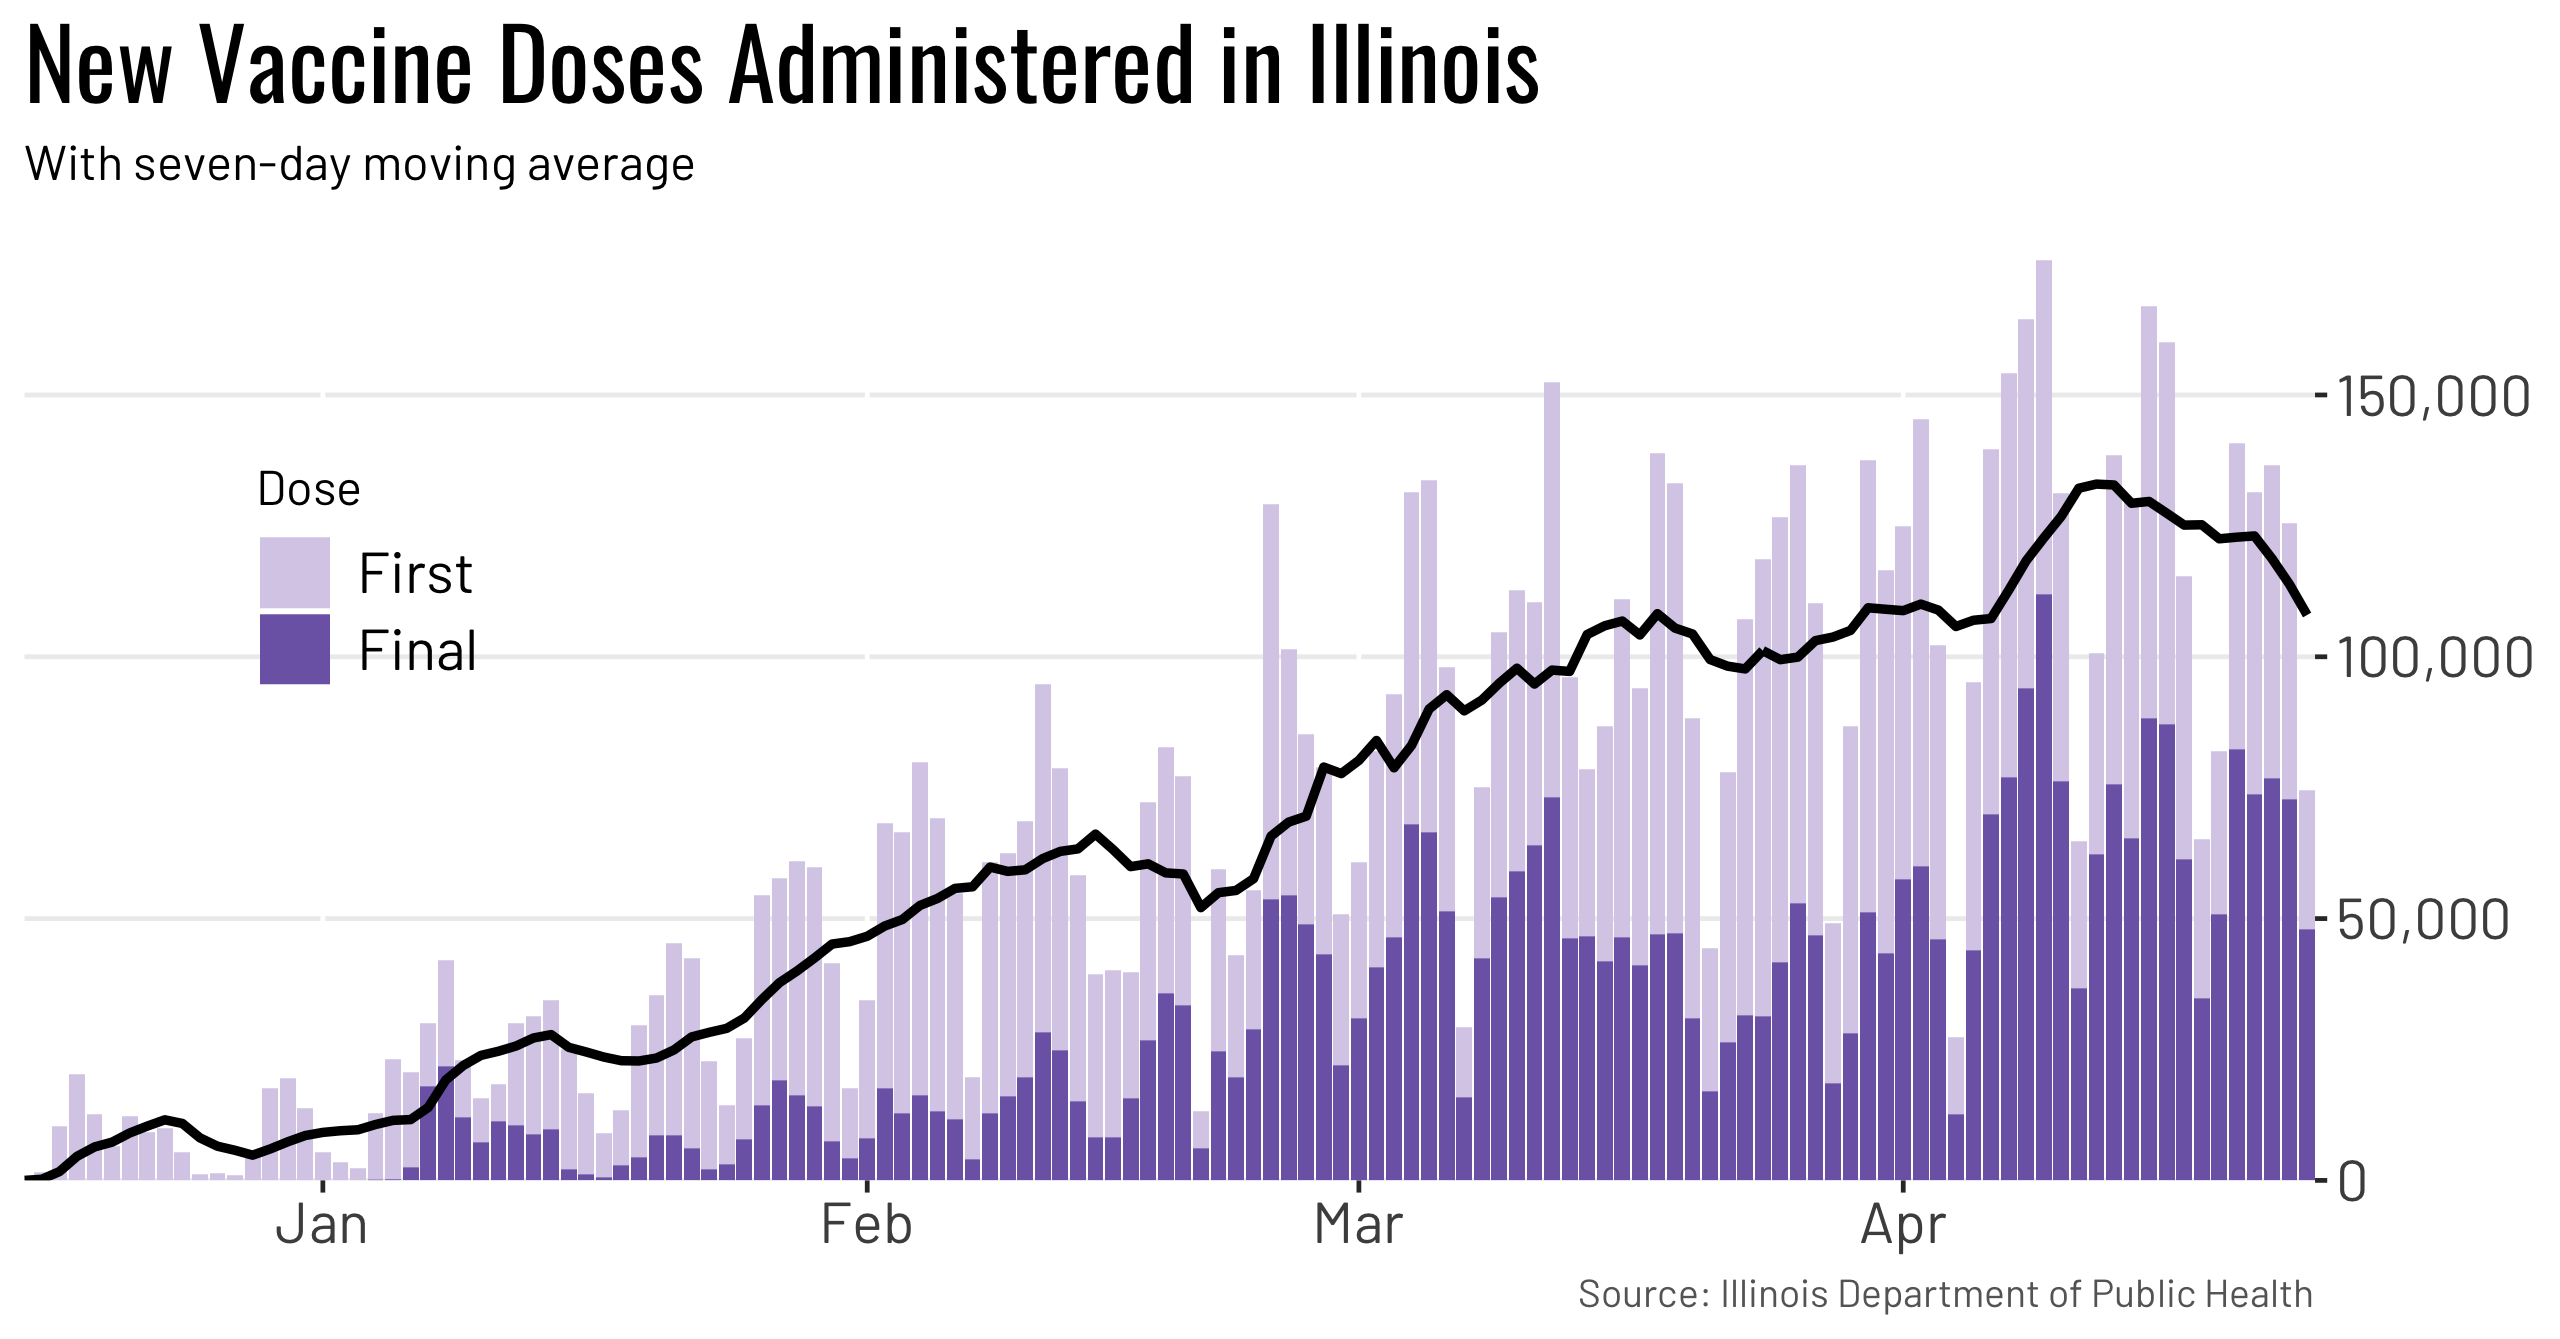 New Vaccine Doses Administered in Illinois
With seven-day moving average
150,000
Dose
First
100,000
Final
50,000
0
Jan Feb Mar Apr
Source: Illinois Department of Public Health